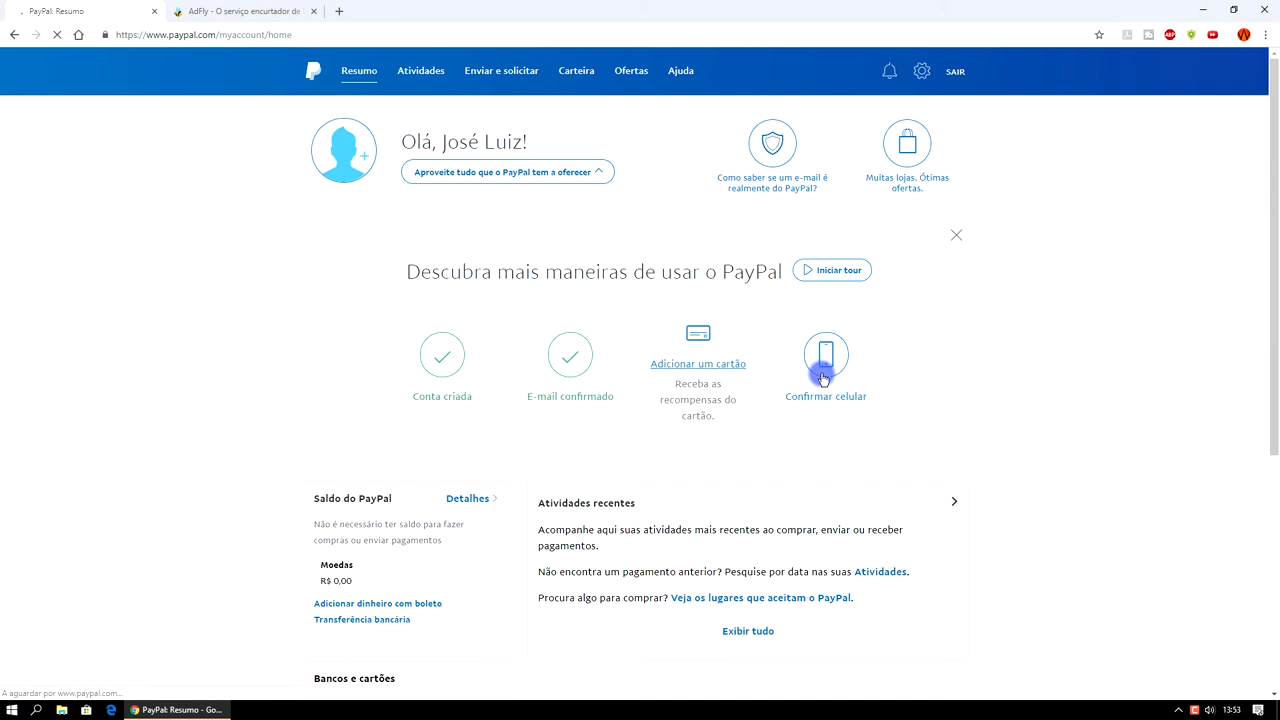 PayPal: Resumo
AdFly - O serviço encurtador de
https://www.paypal.com/myaccount/home
Resumo
Atividades
Enviar e solicitar
Carteira
Ofertas
Ajuda
SAIR
Olá, José Luiz!
Aproveite tudo que o PayPal tem a oferecer
Como saber se um e-mail é
realmente do PayPal?
Muitas lojas. Ótimas
ofertas.
Descubra mais maneiras de usar o PayPal
Iniciar tour
Conta criada
E-mail confirmado
Adicionar um cartão
Receba as
recompensas do
cartão.
Confirmar celular
Saldo do PayPal
Detalhes
Não é necessário ter saldo para fazer
compras ou enviar pagamentos
Moedas
R$ 0,00
Adicionar dinheiro com boleto
Transferência bancária
Atividades recentes
Acompanhe aqui suas atividades mais recentes ao comprar, enviar ou receber
pagamentos.
Não encontra um pagamento anterior? Pesquise por data nas suas Atividades.
Procura algo para comprar? Veja os lugares que aceitam o PayPal.
Exibir tudo
Bancos e cartões
A aguardar por www.paypal.com...
PayPal: Resumo - Go...
13:53